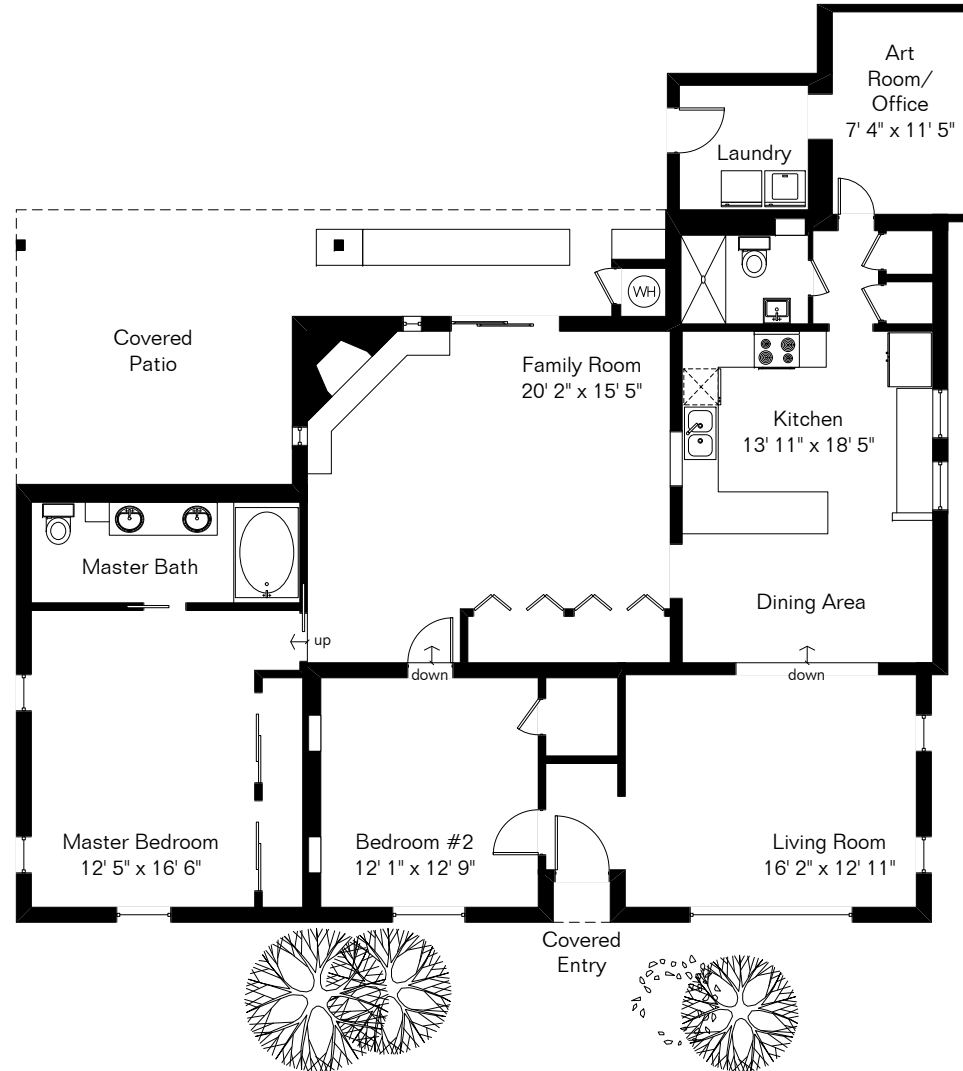 Art
Room/
Office
7' 4" x 11' 5"
Laundry
WH
Covered
Patio
Family Room
20' 2" x 15' 5"
Kitchen
13' 11" x 18' 5"
Master Bath
Dining Area
up
down
down
Master Bedroom
12' 5" x 16' 6"
Bedroom #2
12' 1" x 12' 9"
Living Room
16' 2" x 12' 11"
Covered
Entry